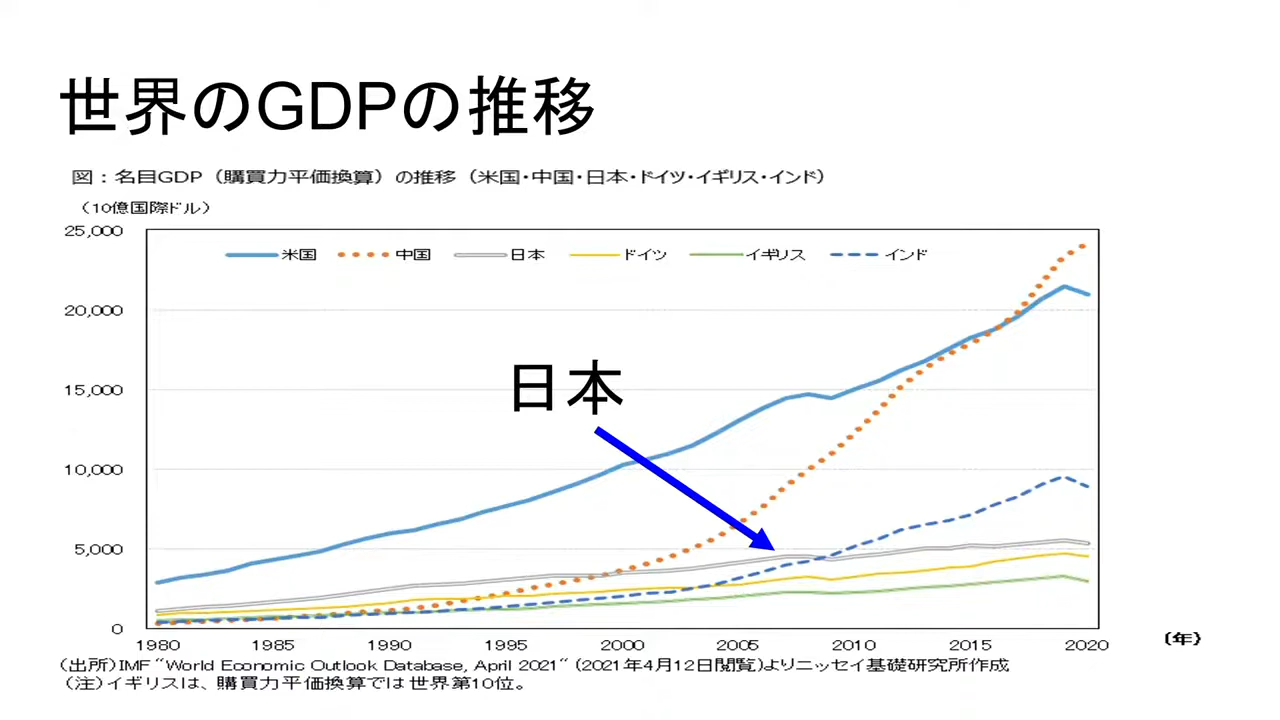 世界のGDPの推移
図：名目GDP（購買力平価換算）の推移（米国・中国・日本・ドイツ・イギリス・インド）
（10億国際ドル）
25,000
米国 中国 日本 ドイツ イギリス インド
20,000
15,000
日本
10,000
5,000
0
1980 1985 1990 1995 2000 2005 2010 2015 2020 （年）
（出所）IMF “World Economic Outlook Database, April 2021“ （2021年4月12日閲覧）よりニッセイ基礎研究所作成
（注）イギリスは、購買力平価換算では世界第10位。